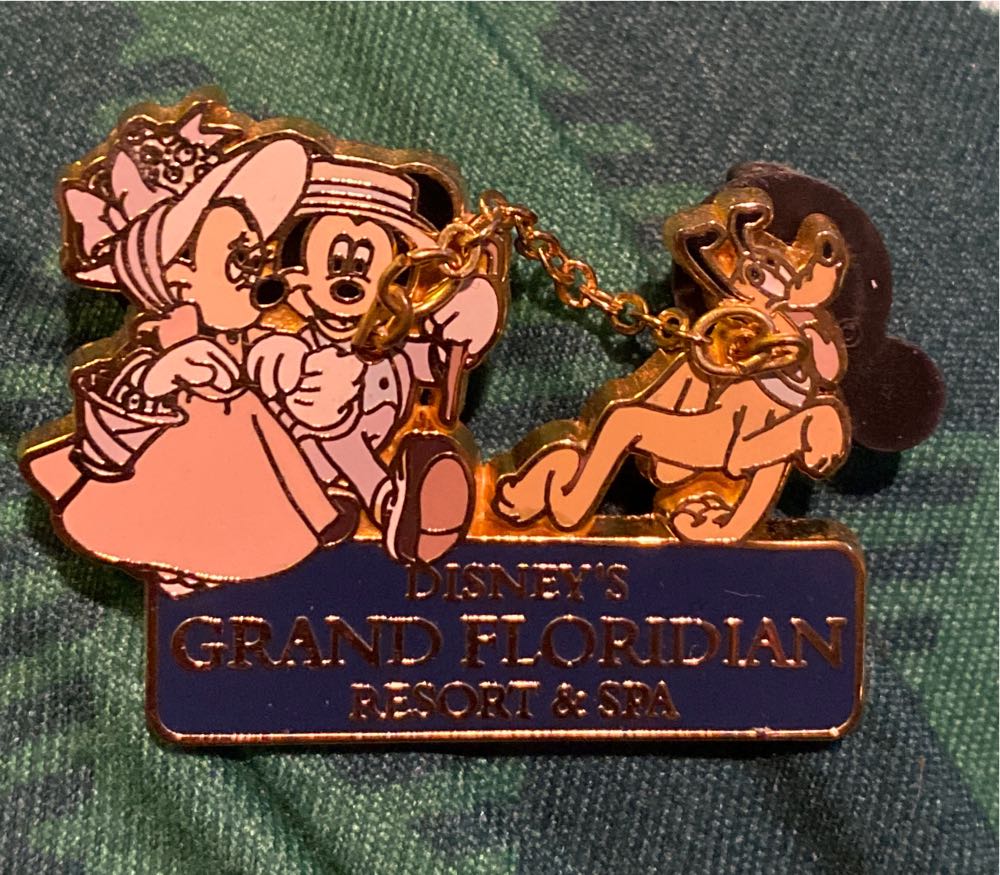 DISNEY'S
GRAND FLORIDIAN
RESORT & SPA